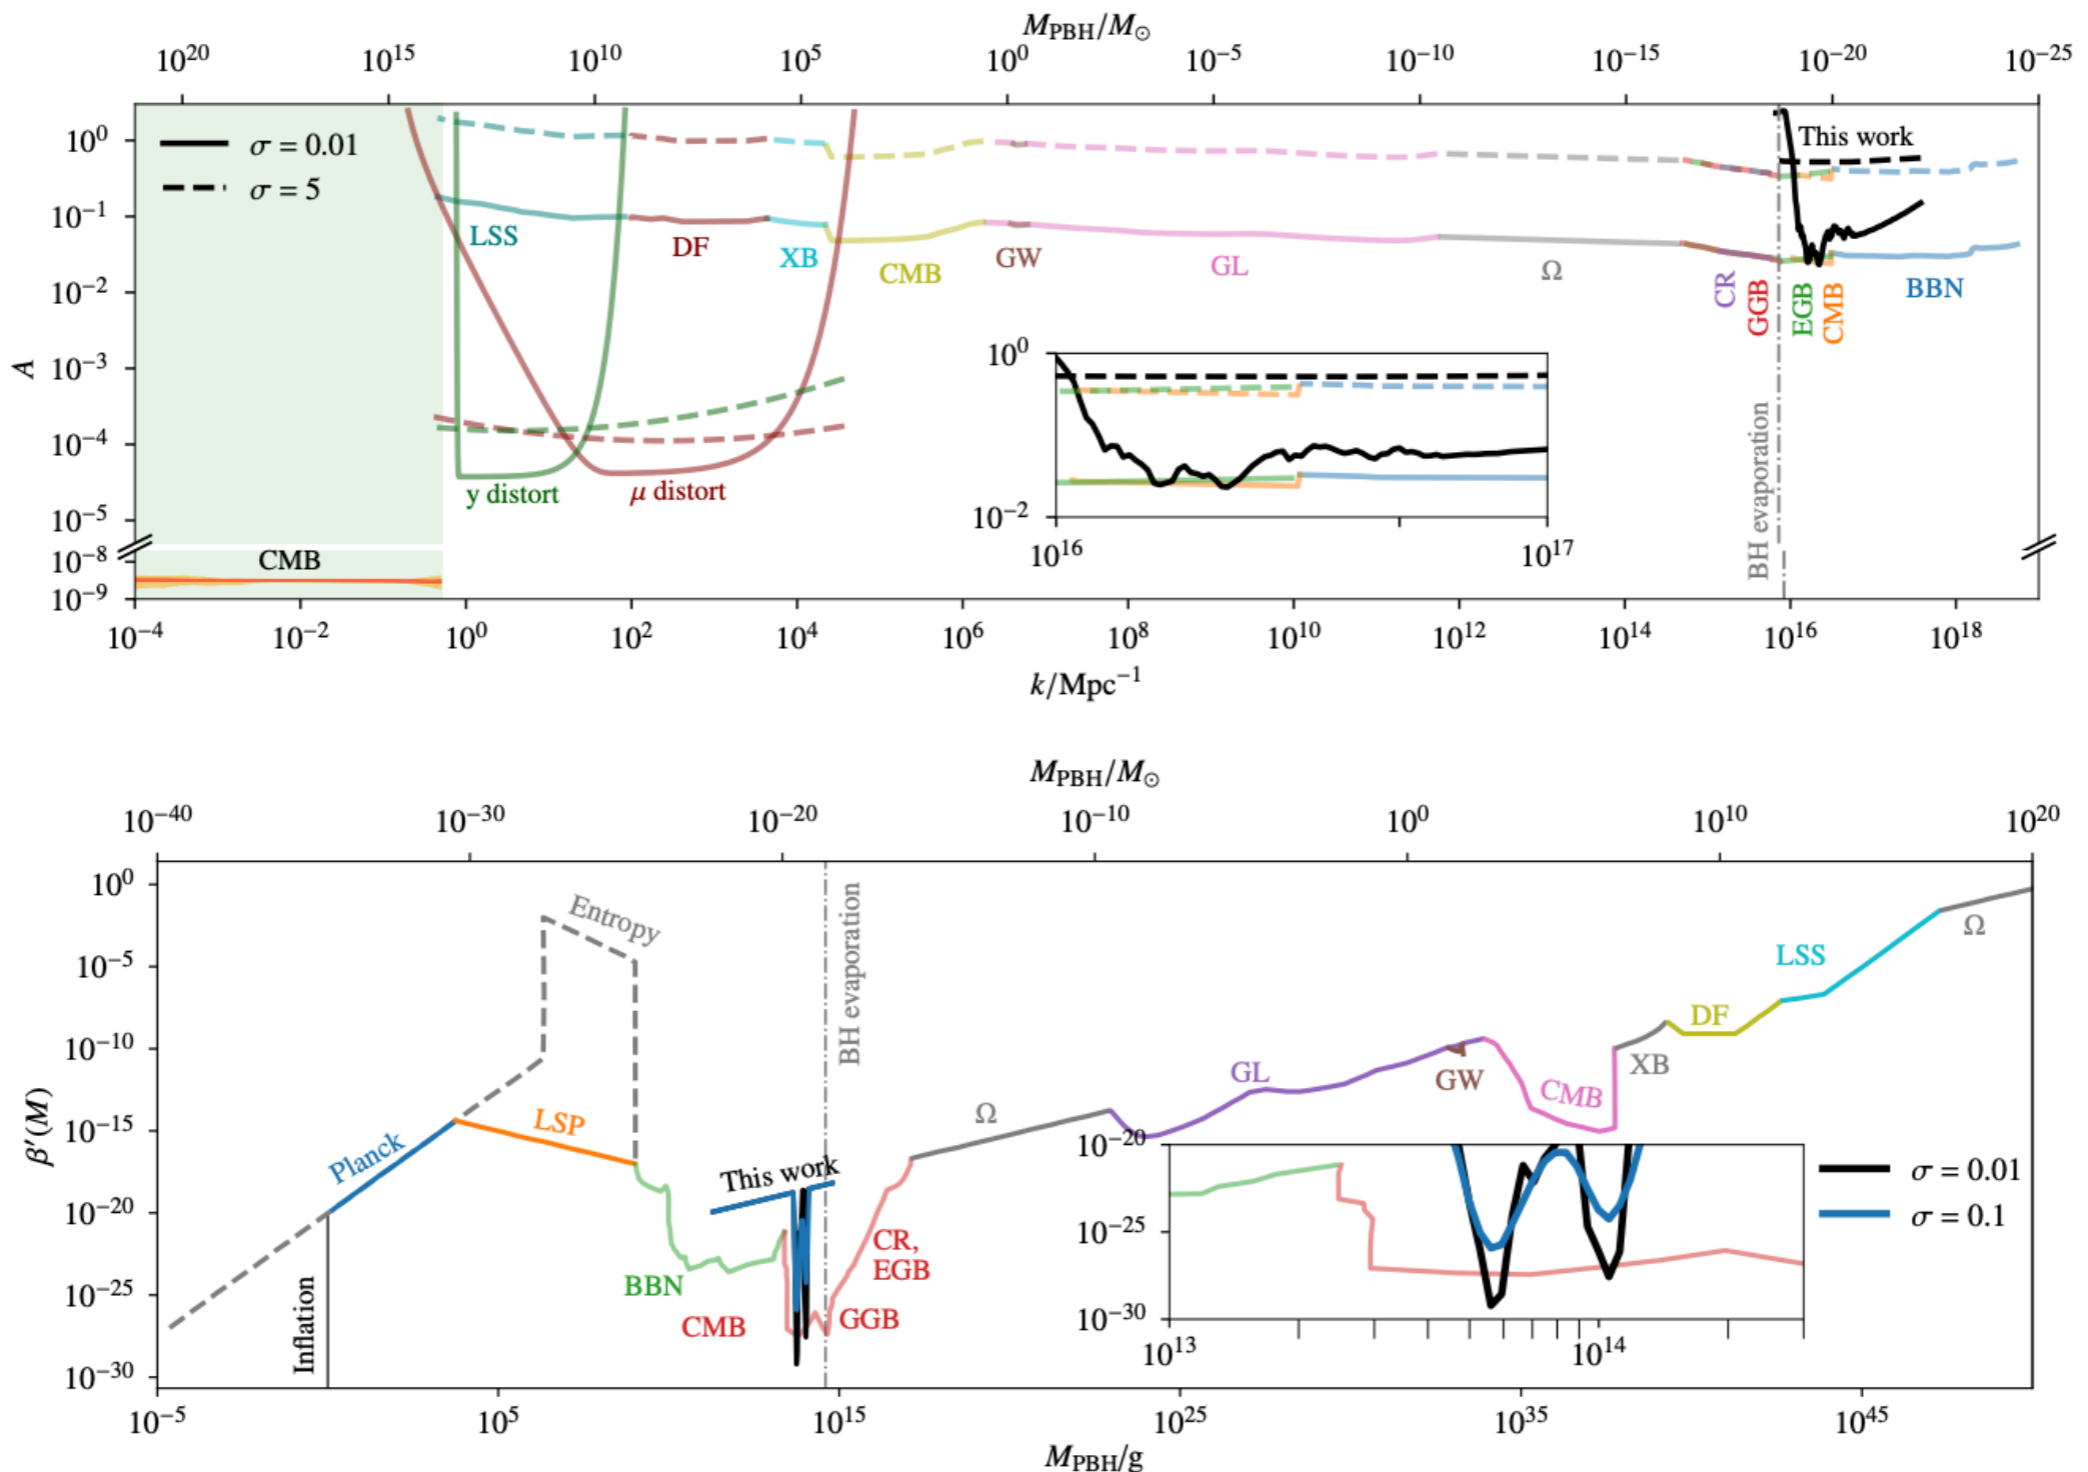 M_PBH/M_⊙
10^20 10^15 10^10 10^5 10^0 10^−5 10^−10 10^−15 10^−20 10^−25
10^0
10^−1
10^−2
10^−3
10^−4
10^−5
10^−8
10^−9
A
σ = 0.01
σ = 5
This work
LSS
DF
XB
CMB
GW
GL
Ω
CR
GGB
EGB
CMB
BBN
y distort
μ distort
CMB
BH evaporation
10^0
10^−2
10^16 10^17
10^−4 10^−2 10^0 10^2 10^4 10^6 10^8 10^10 10^12 10^14 10^16 10^18
k/Mpc^−1
M_PBH/M_⊙
10^−40 10^−30 10^−20 10^−10 10^0 10^10 10^20
10^0
10^−5
10^−10
10^−15
10^−20
10^−25
10^−30
β′(M)
Entropy
BH evaporation
Planck
LSP
Inflation
This work
BBN
CMB
CR,
EGB
GGB
Ω
GL
GW
CMB
XB
DF
LSS
Ω
10^−20
10^−25
10^−30
10^13 10^14
σ = 0.01
σ = 0.1
10^−5 10^5 10^15 10^25 10^35 10^45
M_PBH/g